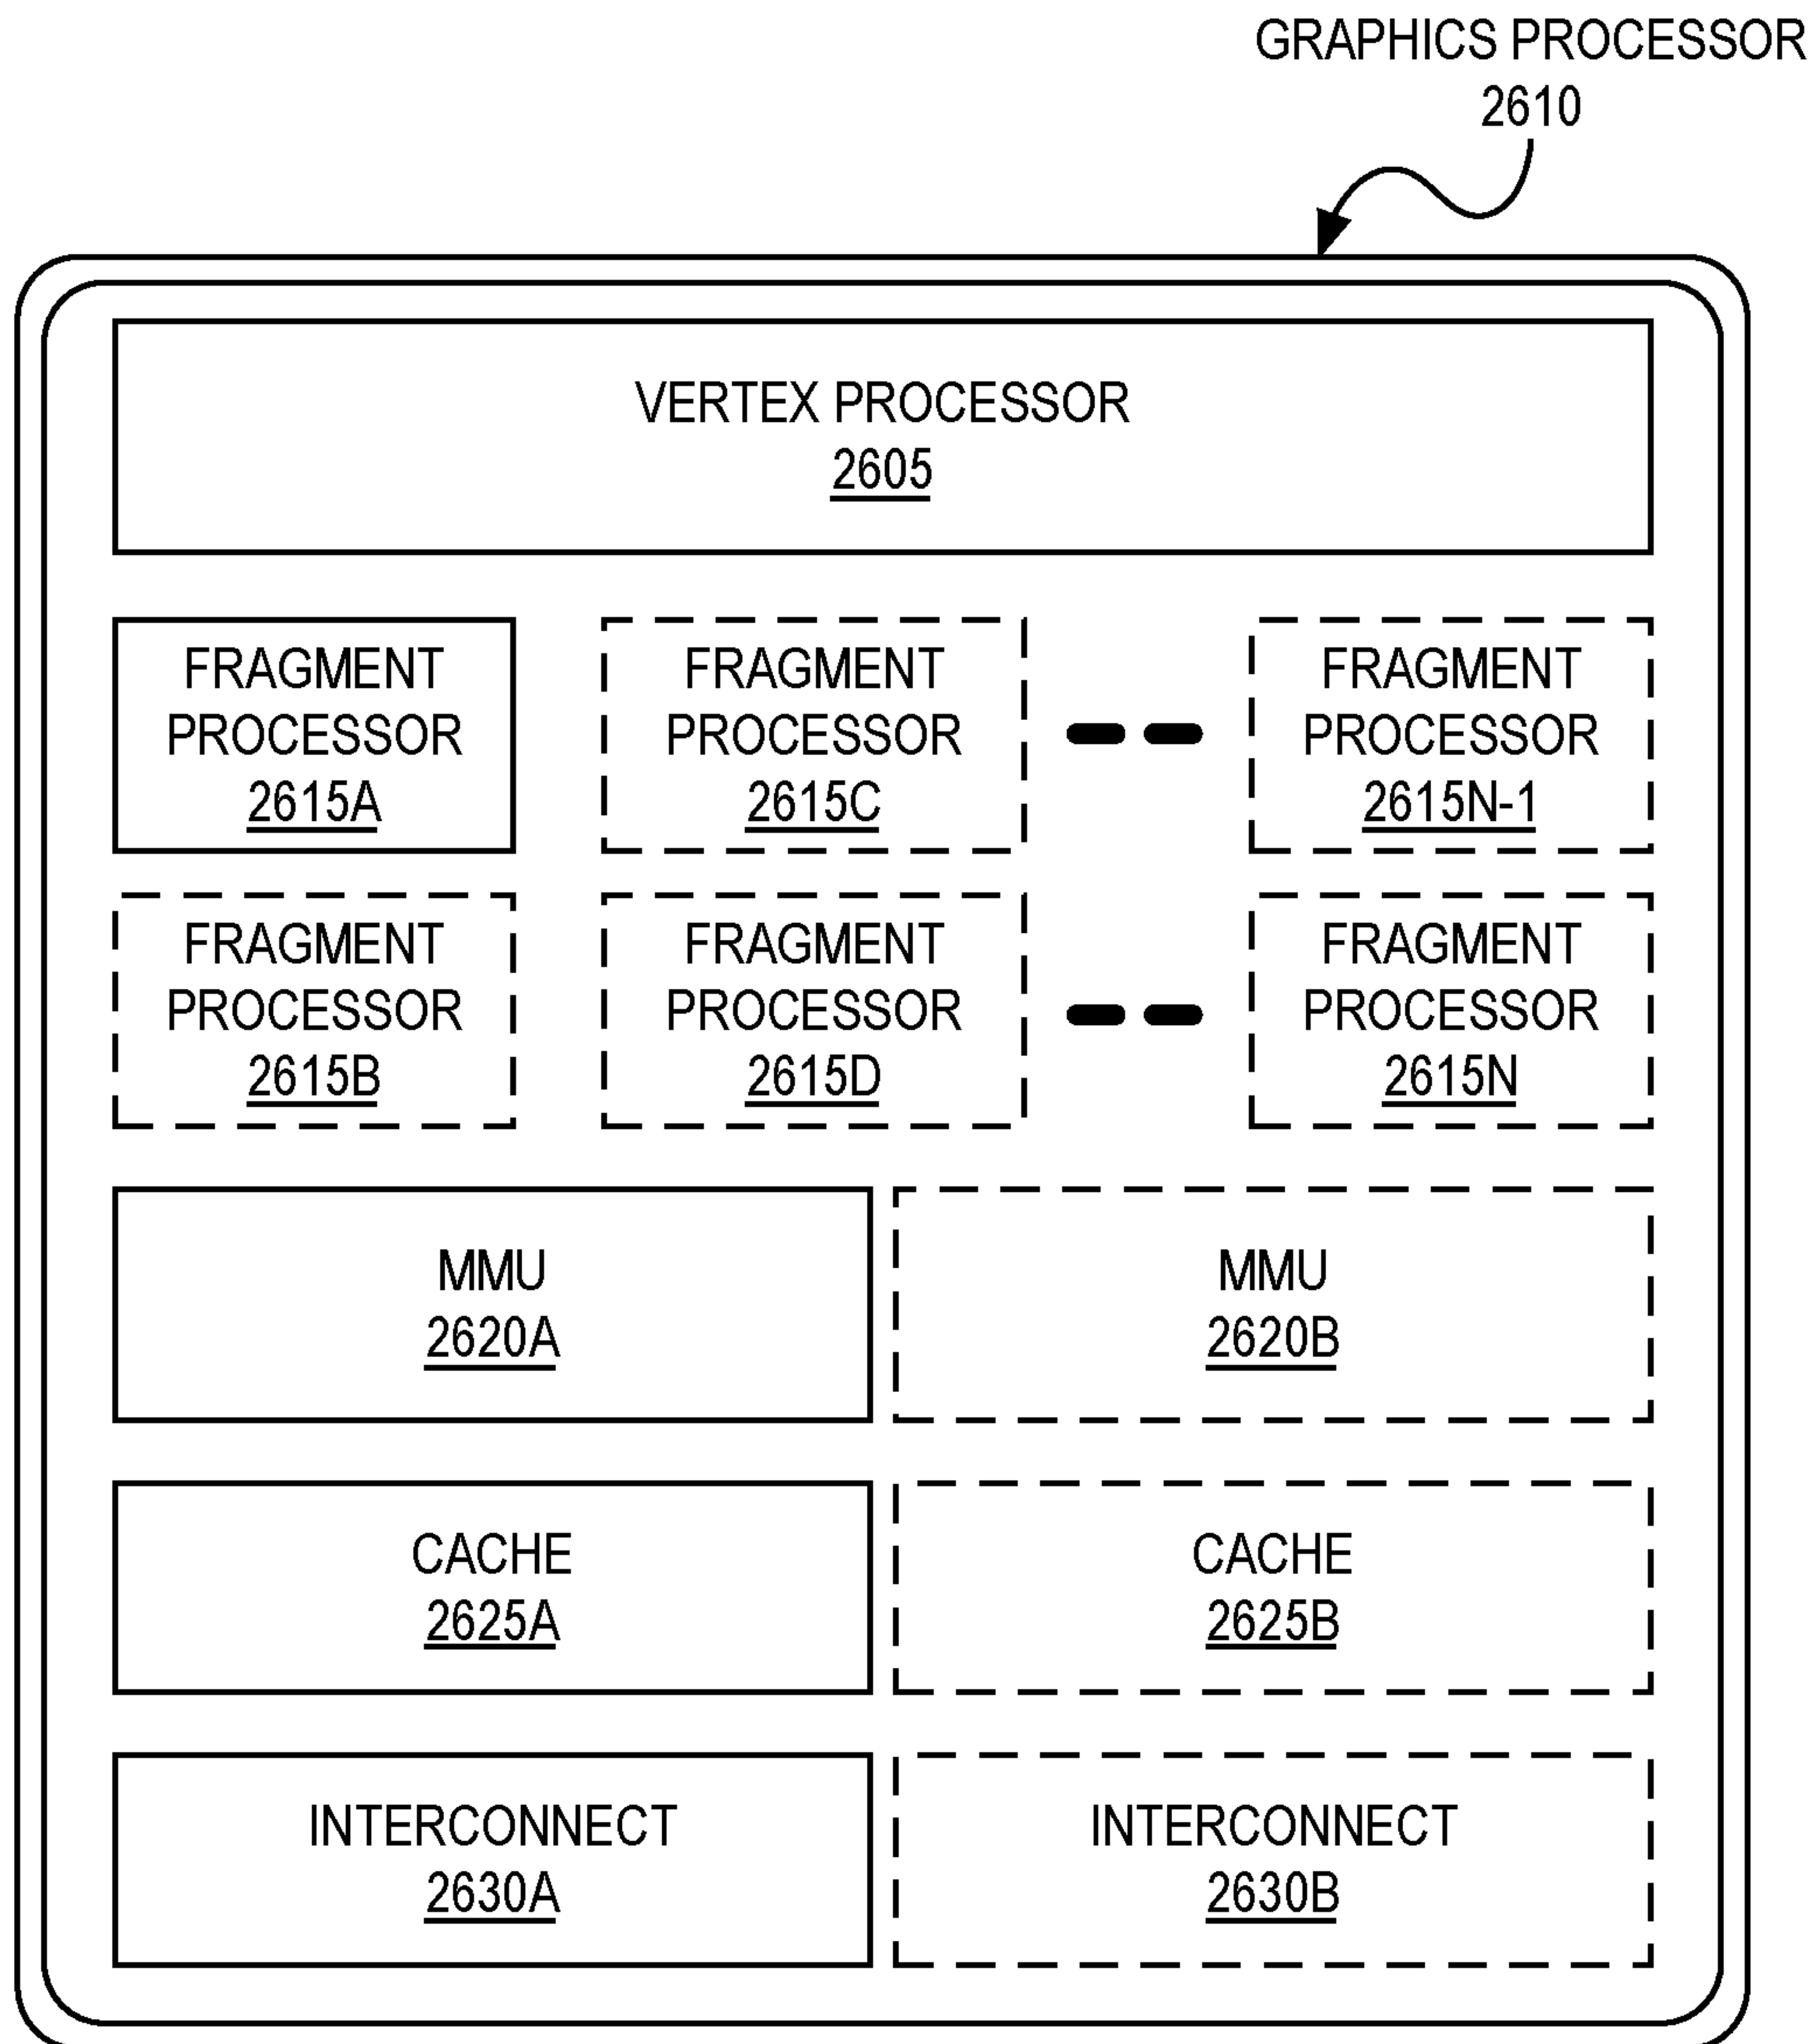 GRAPHICS PROCESSOR
2610
VERTEX PROCESSOR
2605
FRAGMENT
PROCESSOR
2615A
FRAGMENT
PROCESSOR
2615C
FRAGMENT
PROCESSOR
2615N-1
FRAGMENT
PROCESSOR
2615B
FRAGMENT
PROCESSOR
2615D
FRAGMENT
PROCESSOR
2615N
MMU
2620A
MMU
2620B
CACHE
2625A
CACHE
2625B
INTERCONNECT
2630A
INTERCONNECT
2630B